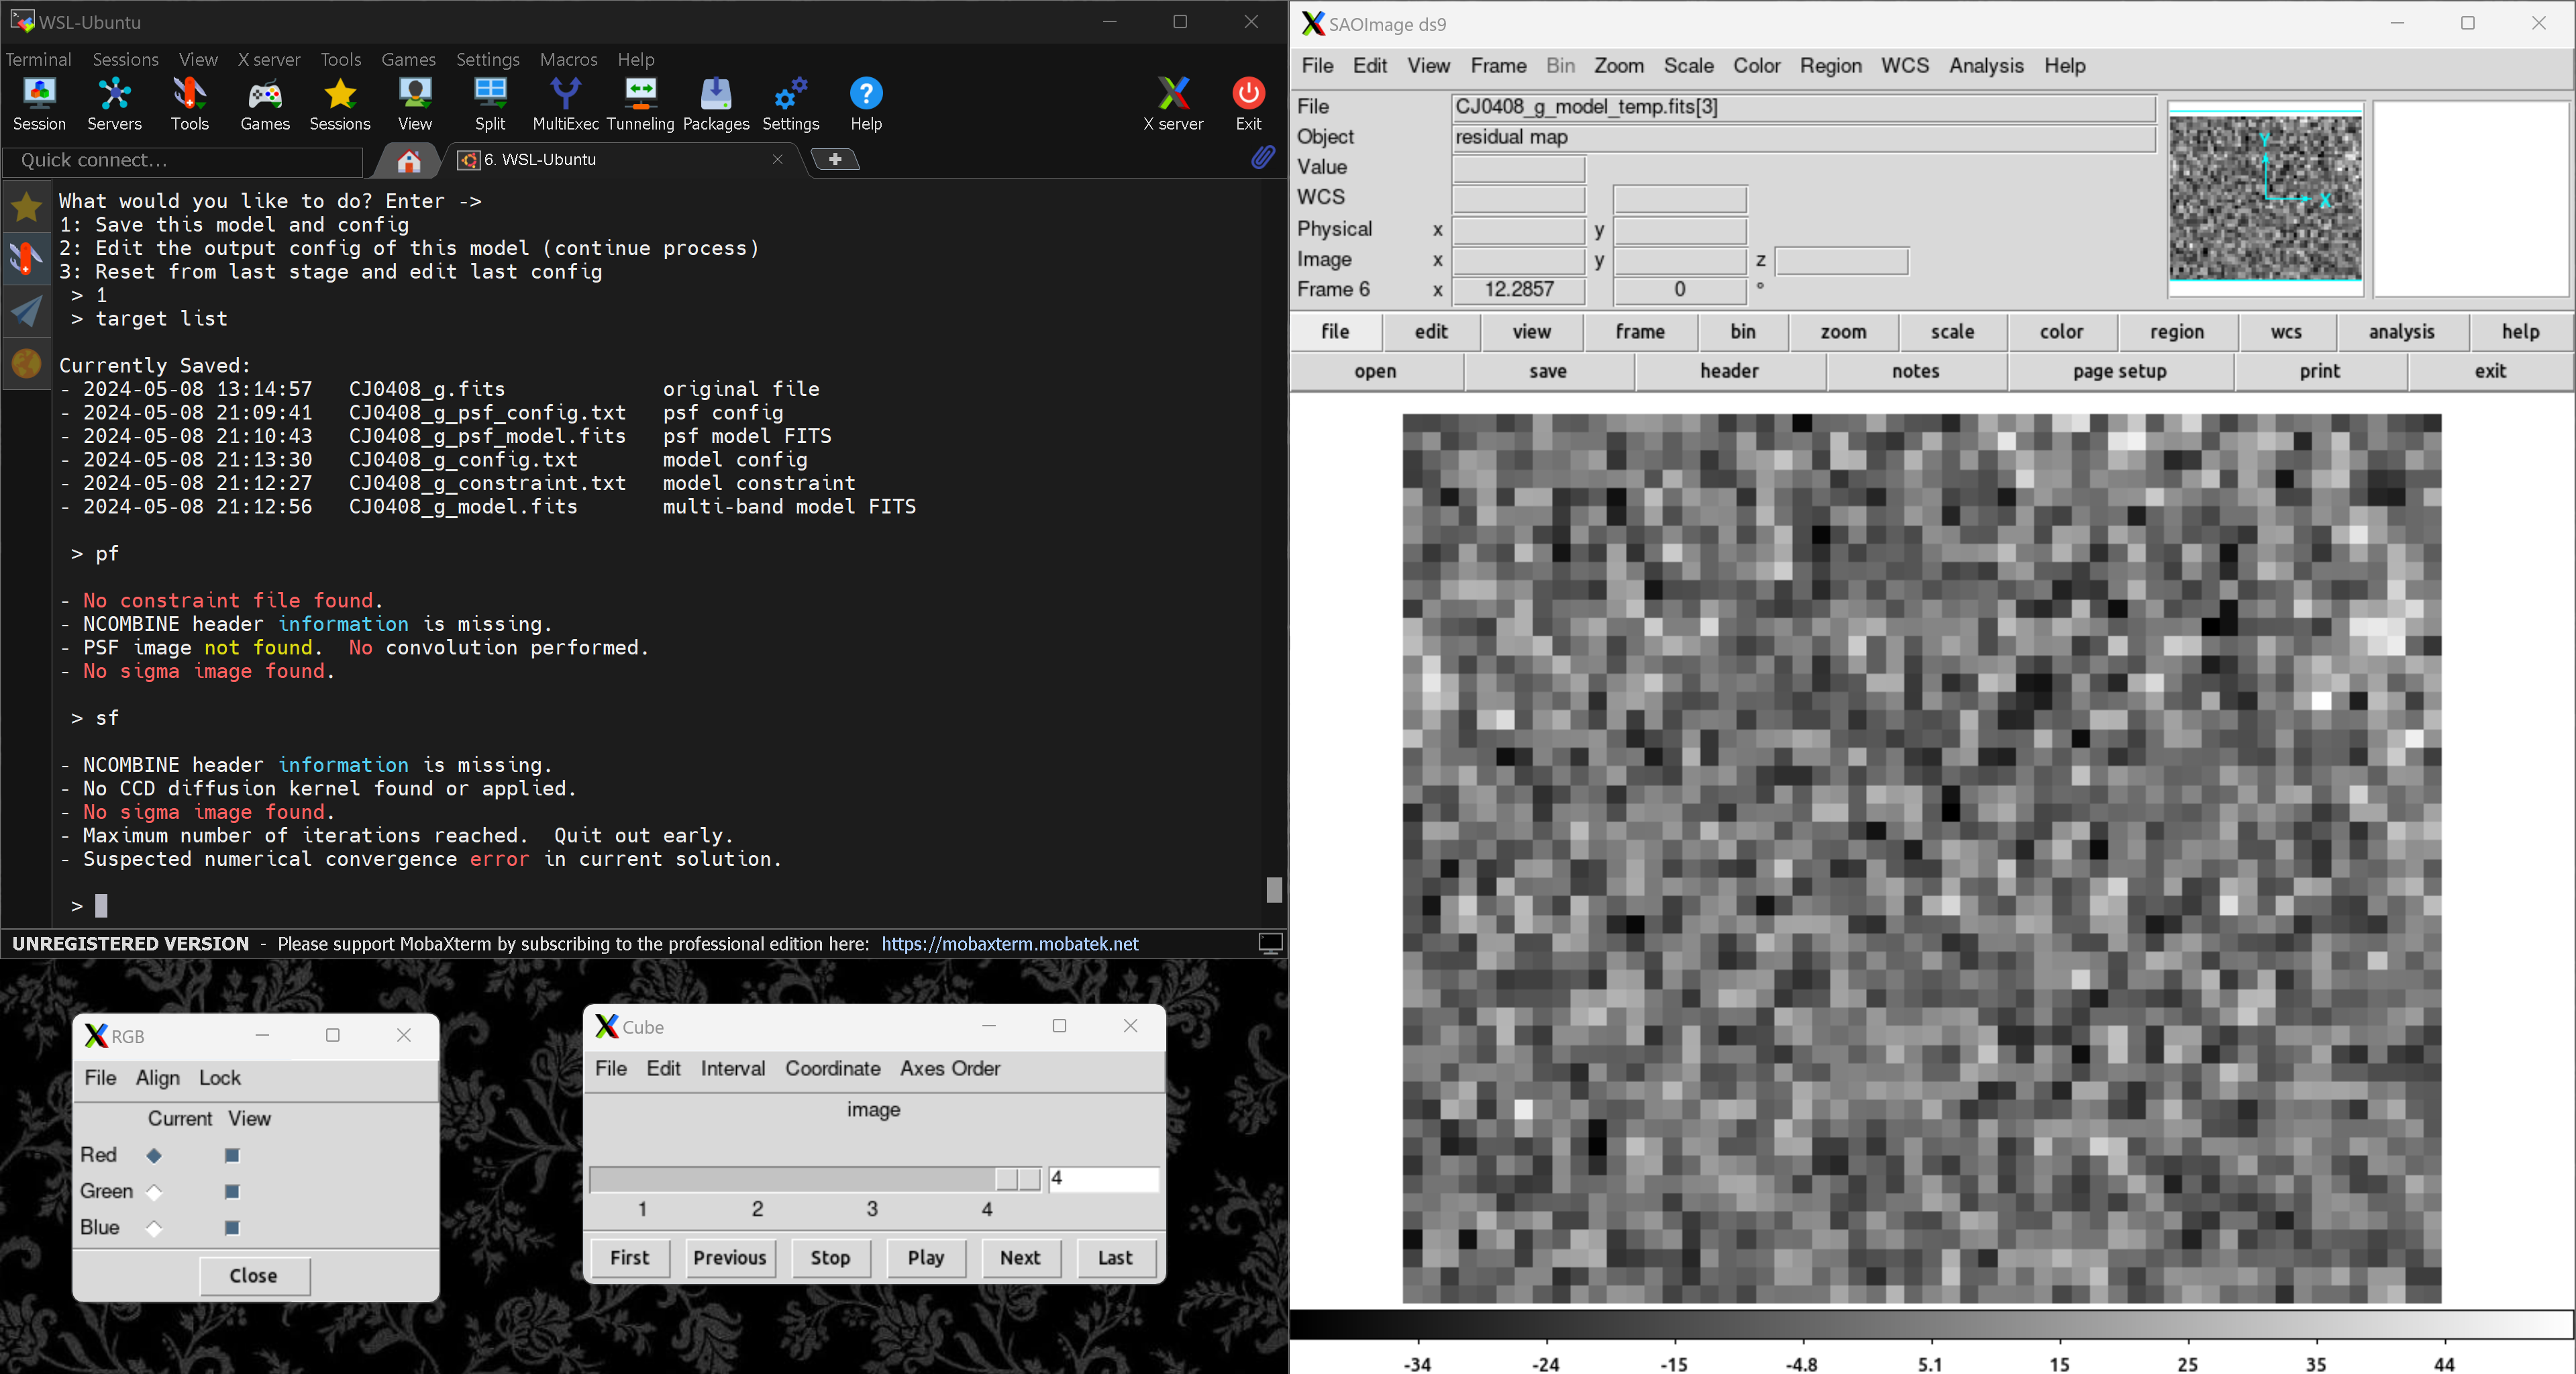 WSL-Ubuntu
Terminal Sessions View X server Tools Games Settings Macros Help
Session Servers Tools Games Sessions View Split MultiExec Tunneling Packages Settings Help X server Exit
Quick connect...
6. WSL-Ubuntu
What would you like to do? Enter ->
1: Save this model and config
2: Edit the output config of this model (continue process)
3: Reset from last stage and edit last config
> 1
> target list
Currently Saved:
- 2024-05-08 13:14:57 CJ0408_g.fits original file
- 2024-05-08 21:09:41 CJ0408_g_psf_config.txt psf config
- 2024-05-08 21:10:43 CJ0408_g_psf_model.fits psf model FITS
- 2024-05-08 21:13:30 CJ0408_g_config.txt model config
- 2024-05-08 21:12:27 CJ0408_g_constraint.txt model constraint
- 2024-05-08 21:12:56 CJ0408_g_model.fits multi-band model FITS
> pf
- No constraint file found.
- NCOMBINE header information is missing.
- PSF image not found. No convolution performed.
- No sigma image found.
> sf
- NCOMBINE header information is missing.
- No CCD diffusion kernel found or applied.
- No sigma image found.
- Maximum number of iterations reached. Quit out early.
- Suspected numerical convergence error in current solution.
>
UNREGISTERED VERSION - Please support MobaXterm by subscribing to the professional edition here: https://mobaxterm.mobatek.net
RGB
File Align Lock
Current View
Red
Green
Blue
Close
Cube
File Edit Interval Coordinate Axes Order
image
4
1 2 3 4
First Previous Stop Play Next Last
SAOImage ds9
File Edit View Frame Bin Zoom Scale Color Region WCS Analysis Help
File CJ0408_g_model_temp.fits[3]
Object residual map
Value
WCS
Physical x y
Image x y z
Frame 6 x 12.2857 0 °
Y
X
file edit view frame bin zoom scale color region wcs analysis help
open save header notes page setup print exit
-34 -24 -15 -4.8 5.1 15 25 35 44